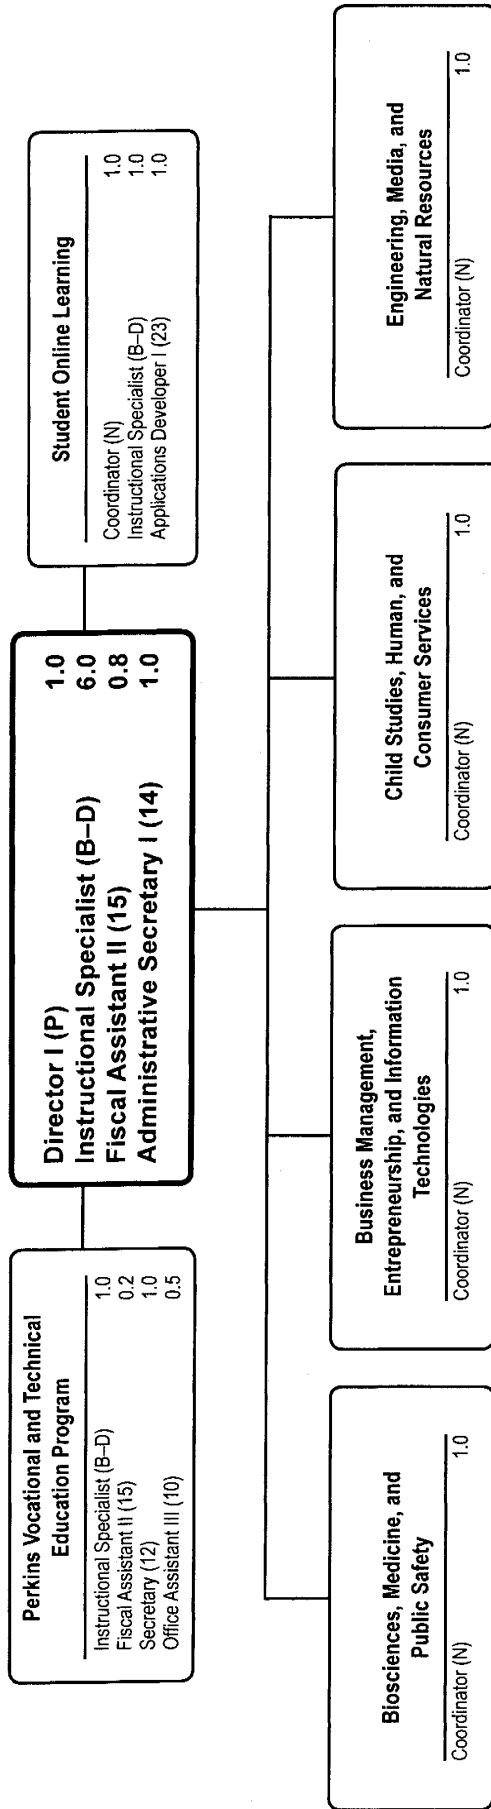 Perkins Vocational and Technical
Education Program
Instructional Specialist (B–D) 1.0
Fiscal Assistant II (15) 0.2
Secretary (12) 1.0
Office Assistant III (10) 0.5
Director I (P) 1.0
Instructional Specialist (B–D) 6.0
Fiscal Assistant II (15) 0.8
Administrative Secretary I (14) 1.0
Student Online Learning
Coordinator (N) 1.0
Instructional Specialist (B–D) 1.0
Applications Developer I (23) 1.0
Biosciences, Medicine, and
Public Safety
Coordinator (N) 1.0
Business Management,
Entrepreneurship, and Information
Technologies
Coordinator (N) 1.0
Child Studies, Human, and
Consumer Services
Coordinator (N) 1.0
Engineering, Media, and
Natural Resources
Coordinator (N) 1.0